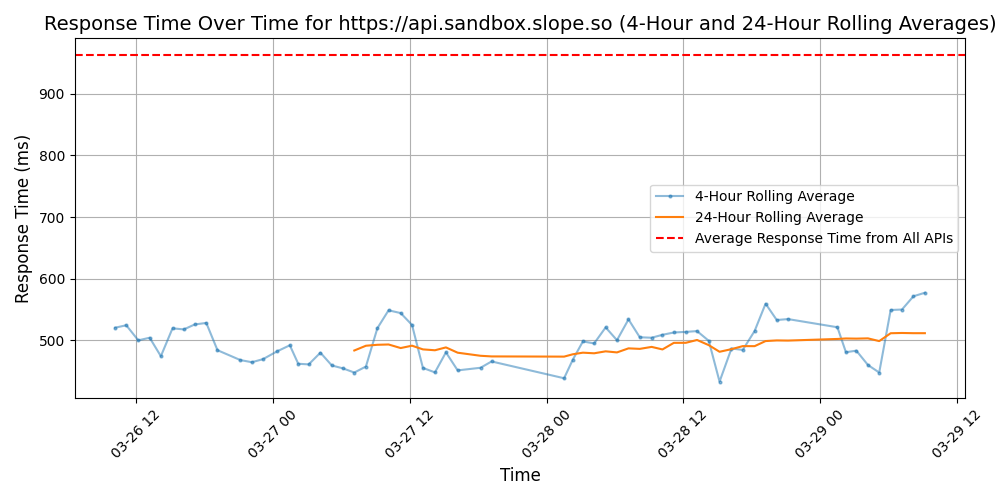 Response Time Over Time for https://api.sandbox.slope.so (4-Hour and 24-Hour Rolling Averages)
Response Time (ms)
900
800
700
600
500
4-Hour Rolling Average
24-Hour Rolling Average
Average Response Time from All APIs
03-26 12
03-27 00
03-27 12
03-28 00
03-28 12
03-29 00
03-29 12
Time